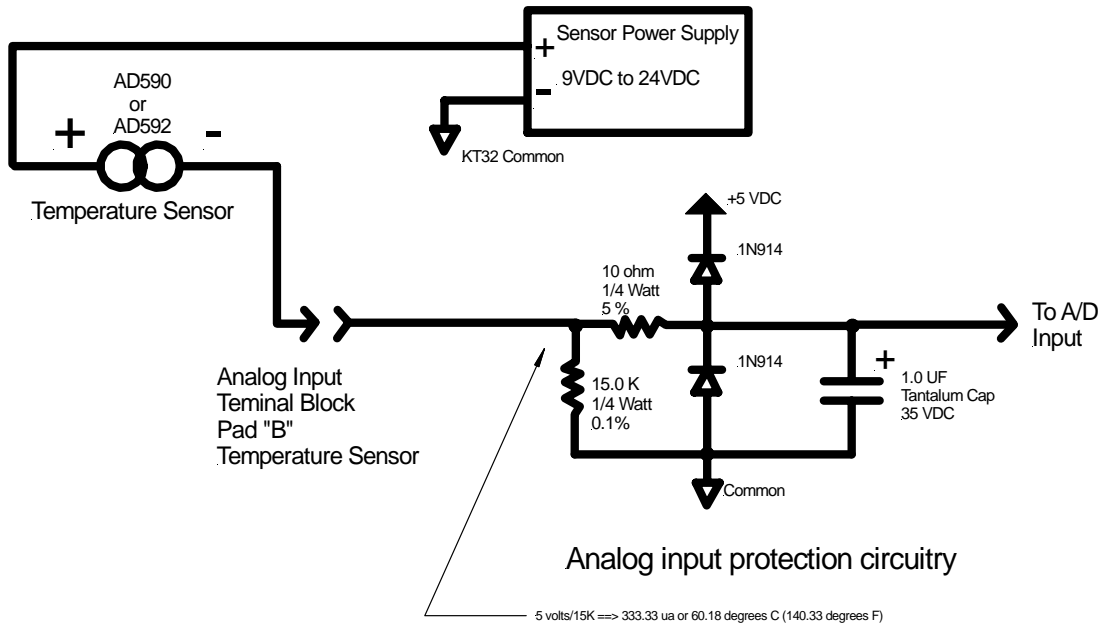 Sensor Power Supply
+
9VDC to 24VDC
-
KT32 Common
AD590
or
AD592
+
-
Temperature Sensor
+5 VDC
1N914
10 ohm
1/4 Watt
5 %
To A/D
Input
1N914
15.0 K
1/4 Watt
0.1%
+
1.0 UF
Tantalum Cap
35 VDC
Analog Input
Teminal Block
Pad "B"
Temperature Sensor
Common
Analog input protection circuitry
5 volts/15K ==> 333.33 ua or 60.18 degrees C (140.33 degrees F)